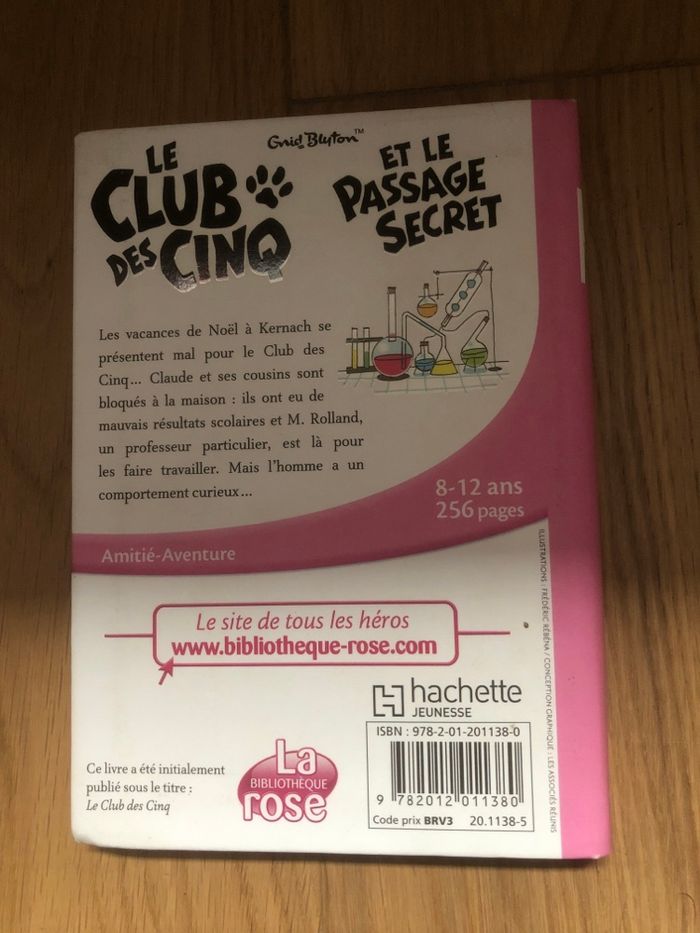 Enid Blyton™
LE
CLUB
DES CINQ
ET LE
PASSAGE
SECRET
Les vacances de Noël à Kernach se
présentent mal pour le Club des
Cinq... Claude et ses cousins sont
bloqués à la maison : ils ont eu de
mauvais résultats scolaires et M. Rolland,
un professeur particulier, est là pour
les faire travailler. Mais l'homme a un
comportement curieux...
8-12 ans
256 pages
Amitié-Aventure
Le site de tous les héros
www.bibliotheque-rose.com
hachette
JEUNESSE
ISBN : 978-2-01-201138-0
9 782012 011380
Code prix BRV3 20.1138-5
Ce livre a été initialement
publié sous le titre :
Le Club des Cinq
La
BIBLIOTHÈQUE
rose
ILLUSTRATIONS : FRÉDÉRIC RÉBÉNA / CONCEPTION GRAPHIQUE : LES ASSOCIÉS RÉUNIS